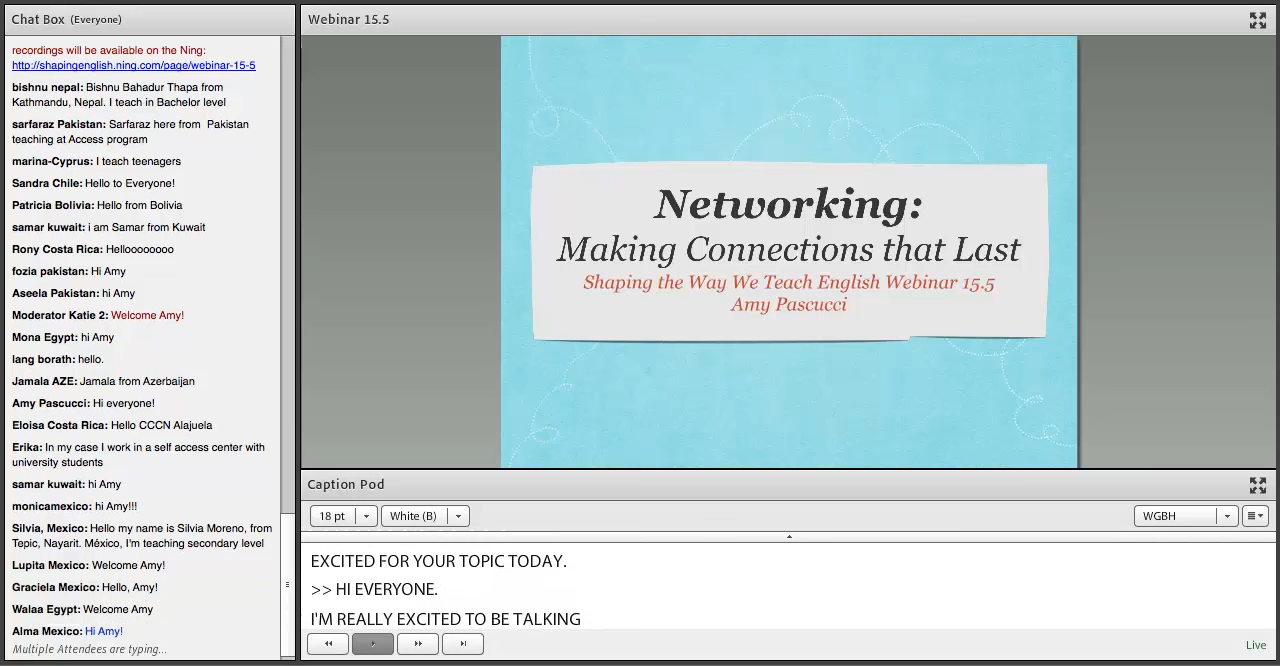 Chat Box (Everyone)
recordings will be available on the Ning:
http://shapingenglish.ning.com/page/webinar-15-5
bishnu nepal: Bishnu Bahadur Thapa from
Kathmandu, Nepal. I teach in Bachelor level
sarfaraz Pakistan: Sarfaraz here from  Pakistan
teaching at Access program
marina-Cyprus: I teach teenagers
Sandra Chile: Hello to Everyone!
Patricia Bolivia: Hello from Bolivia
samar kuwait: i am Samar from Kuwait
Rony Costa Rica: Helloooooooo
fozia pakistan: Hi Amy
Aseela Pakistan: hi Amy
Moderator Katie 2: Welcome Amy!
Mona Egypt: hi Amy
lang borath: hello.
Jamala AZE: Jamala from Azerbaijan
Amy Pascucci: Hi everyone!
Eloisa Costa Rica: Hello CCCN Alajuela
Erika: In my case I work in a self access center with
university students
samar kuwait: hi Amy
monicamexico: hi Amy!!!
Silvia, Mexico: Hello my name is Silvia Moreno, from
Tepic, Nayarit. México, I'm teaching secondary level
Lupita Mexico: Welcome Amy!
Graciela Mexico: Hello, Amy!
Walaa Egypt: Welcome Amy
Alma Mexico: Hi Amy!
Multiple Attendees are typing...
Webinar 15.5
Networking:
Making Connections that Last
Shaping the Way We Teach English Webinar 15.5
Amy Pascucci
Caption Pod
18 pt
White (B)
WGBH
EXCITED FOR YOUR TOPIC TODAY.
>> HI EVERYONE.
I'M REALLY EXCITED TO BE TALKING
Live